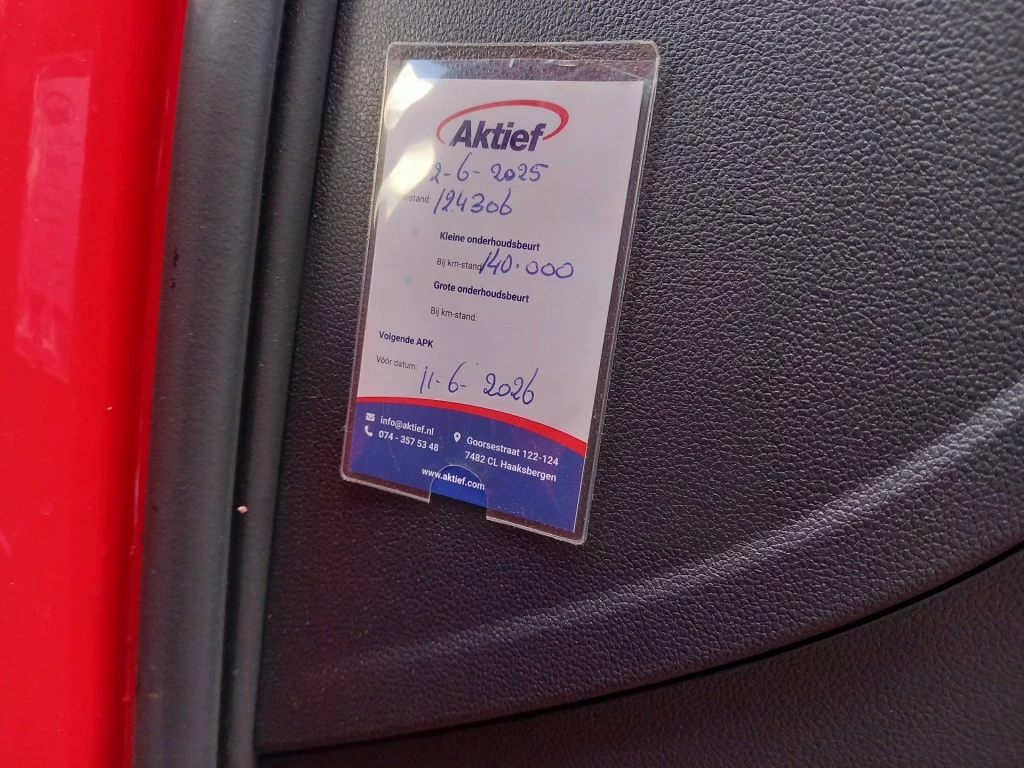 Aktief
2-6-2025
stand: 124306
Kleine onderhoudsbeurt
Bij km-stand 140.000
Grote onderhoudsbeurt
Bij km-stand:
Volgende APK
Vóór datum: 11-6-2026
info@aktief.nl
074 - 357 53 48
Goorsestraat 122-124
7482 CL Haaksbergen
www.aktief.com